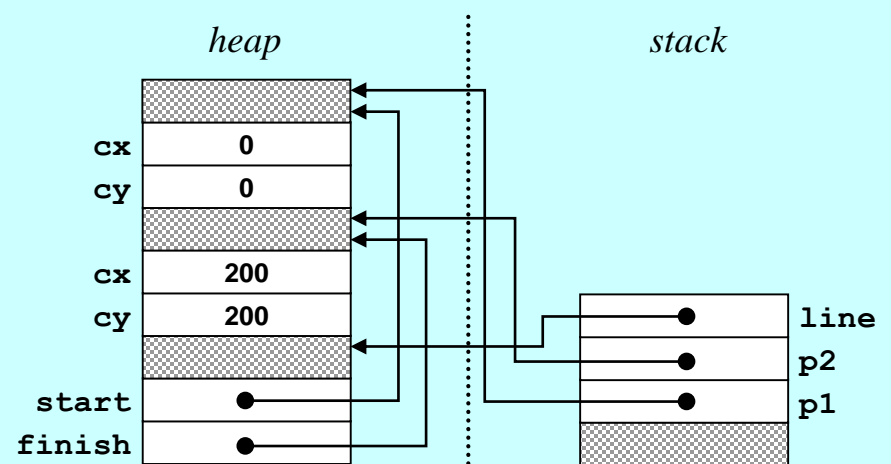 heap
stack
cx 0
cy 0
cx 200
cy 200
line
p2
start
p1
finish